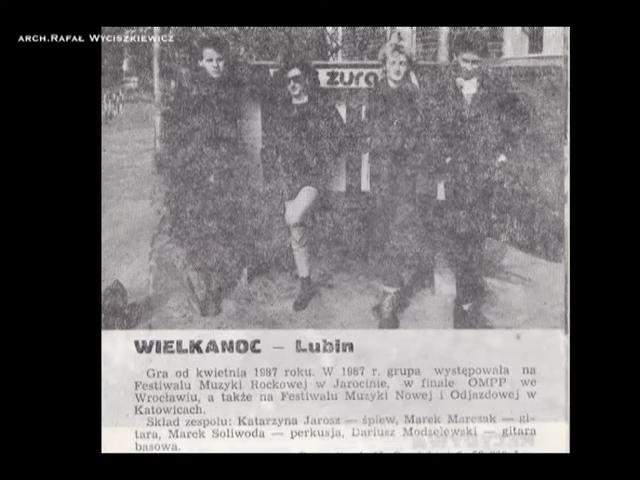 ARCH.RAFAŁ WYCISZKIEWICZ
żurg
WIELKANOC — Lubin
Gra od kwietnia 1987 roku. W 1987 r. grupa występowała na
Festiwalu Muzyki Rockowej w Jarocinie, w finale OMPP we
Wrocławiu, a także na Festiwalu Muzyki Nowej i Odjazdowej w
Katowicach.
Skład zespołu: Katarzyna Jarosz — śpiew, Marek Marczak — gi-
tara, Marek Soliwoda — perkusja, Dariusz Modzelewski — gitara
basowa.